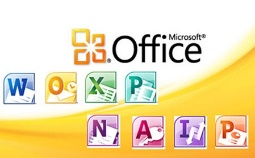 Microsoft®
Office
W O X P
N A I P